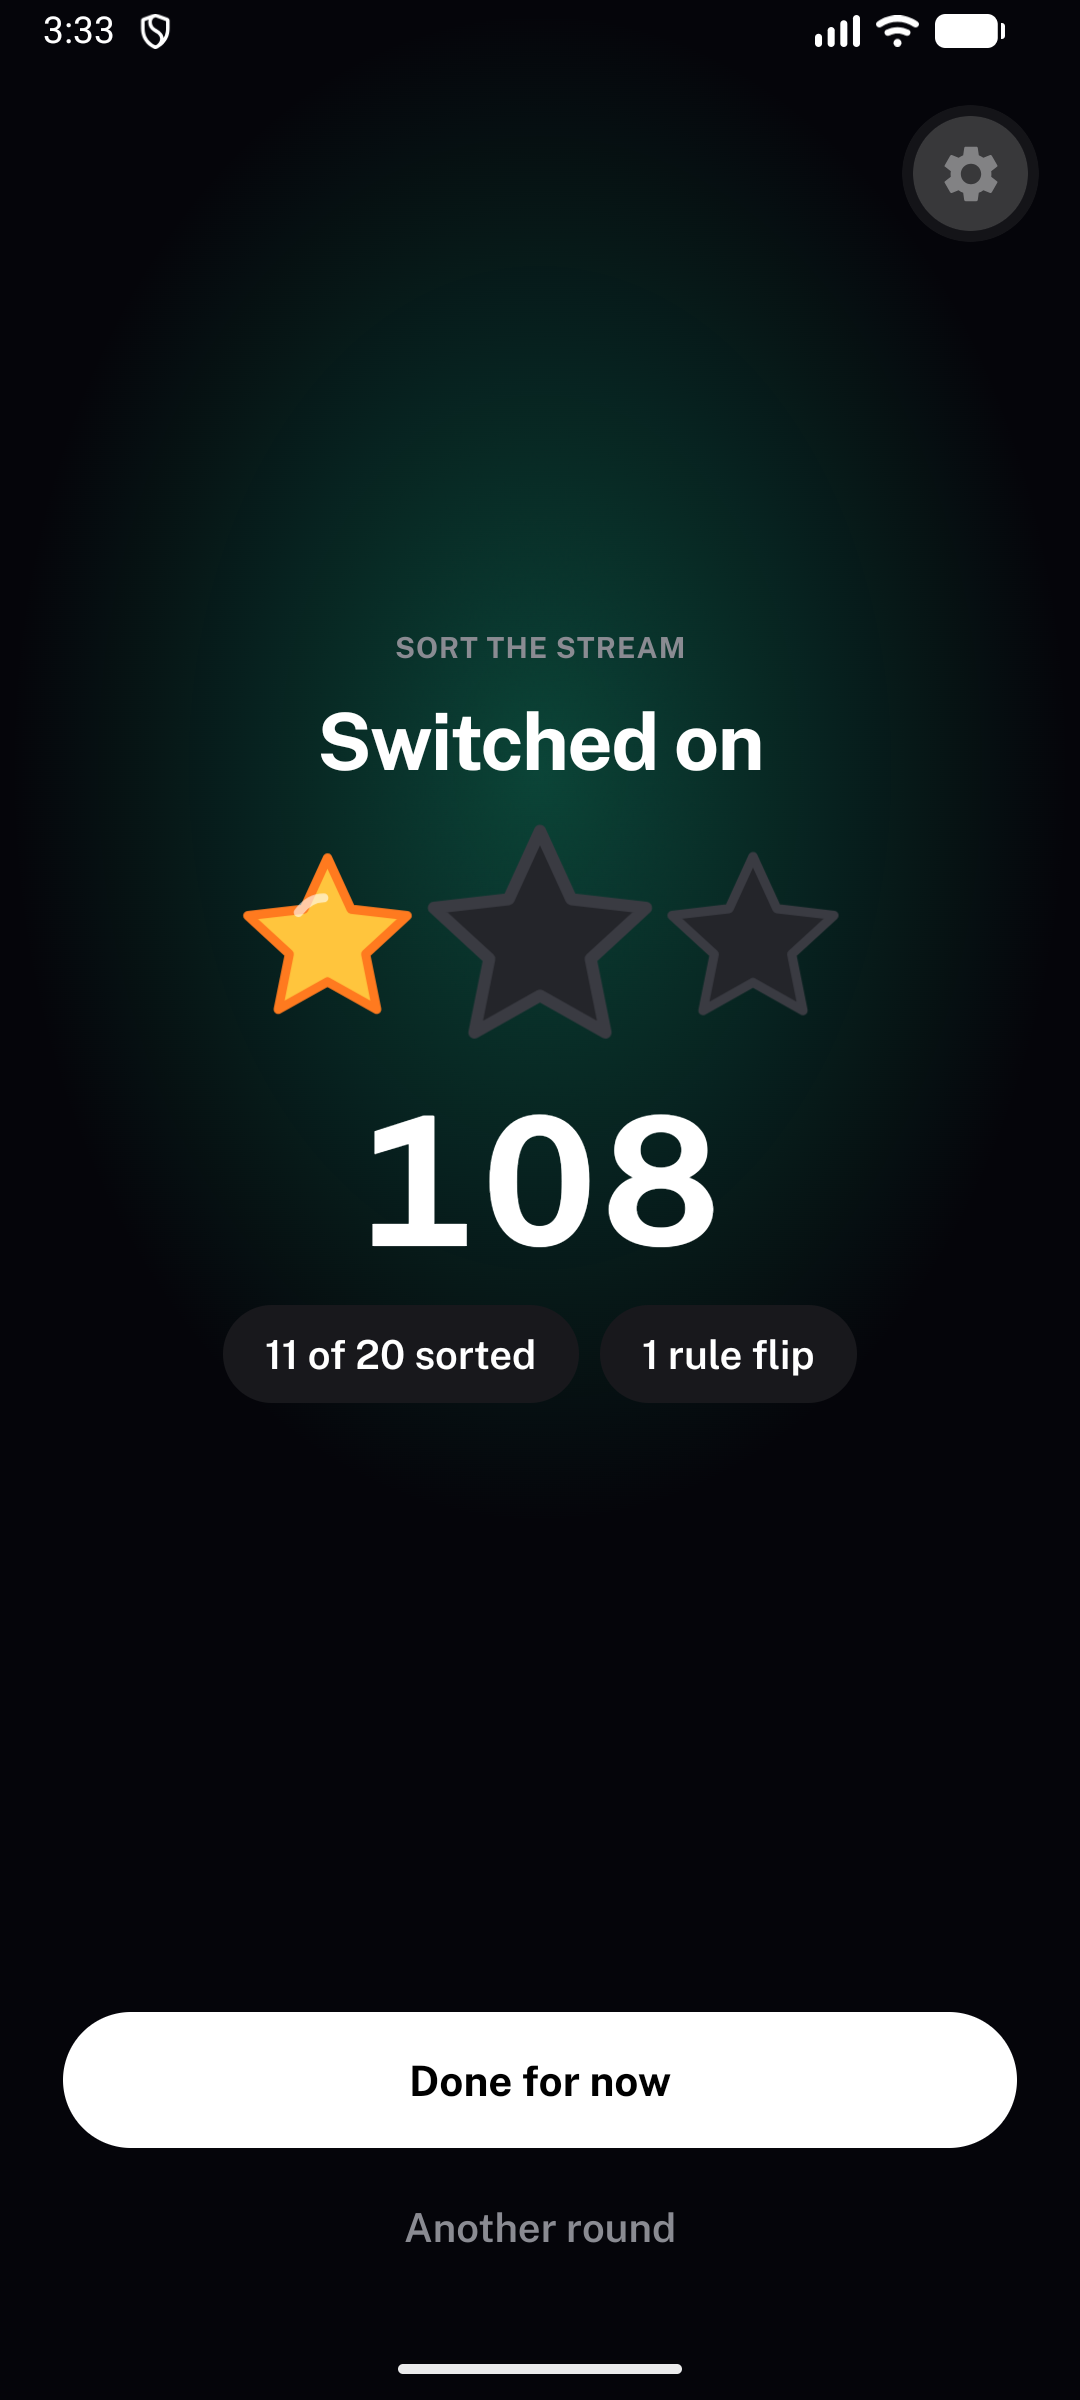 3:33
SORT THE STREAM
Switched on
108
11 of 20 sorted
1 rule flip
Done for now
Another round